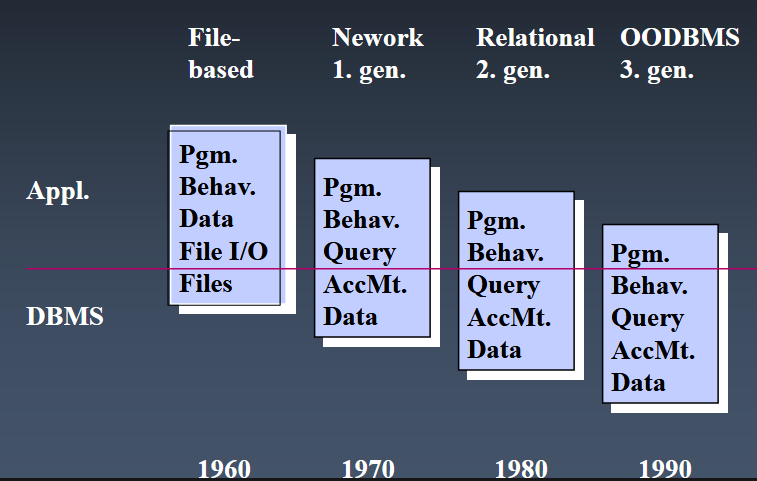 File-
based
Nework
1. gen.
Relational
2. gen.
OODBMS
3. gen.
Appl.
DBMS
Pgm.
Behav.
Data
File I/O
Files
Pgm.
Behav.
Query
AccMt.
Data
Pgm.
Behav.
Query
AccMt.
Data
Pgm.
Behav.
Query
AccMt.
Data
1960
1970
1980
1990